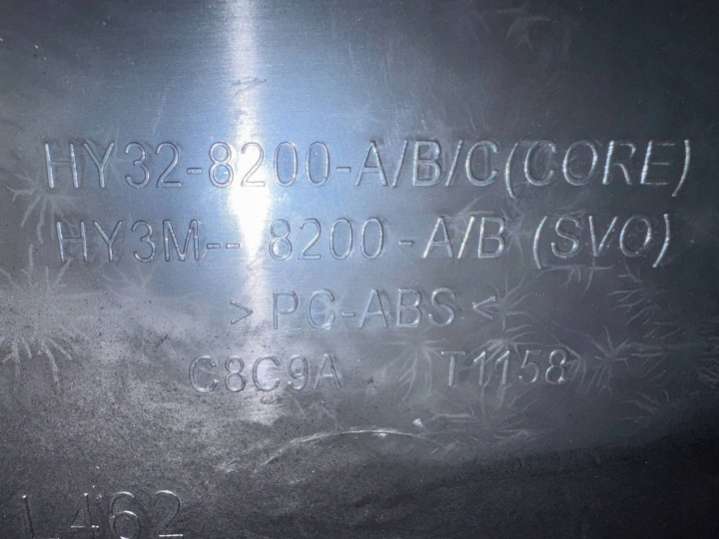 HY32-8200-A/B/C(CORE)
HY3M--8200-A/B (SVO)
> PC-ABS <
C8C9A T1158
L462